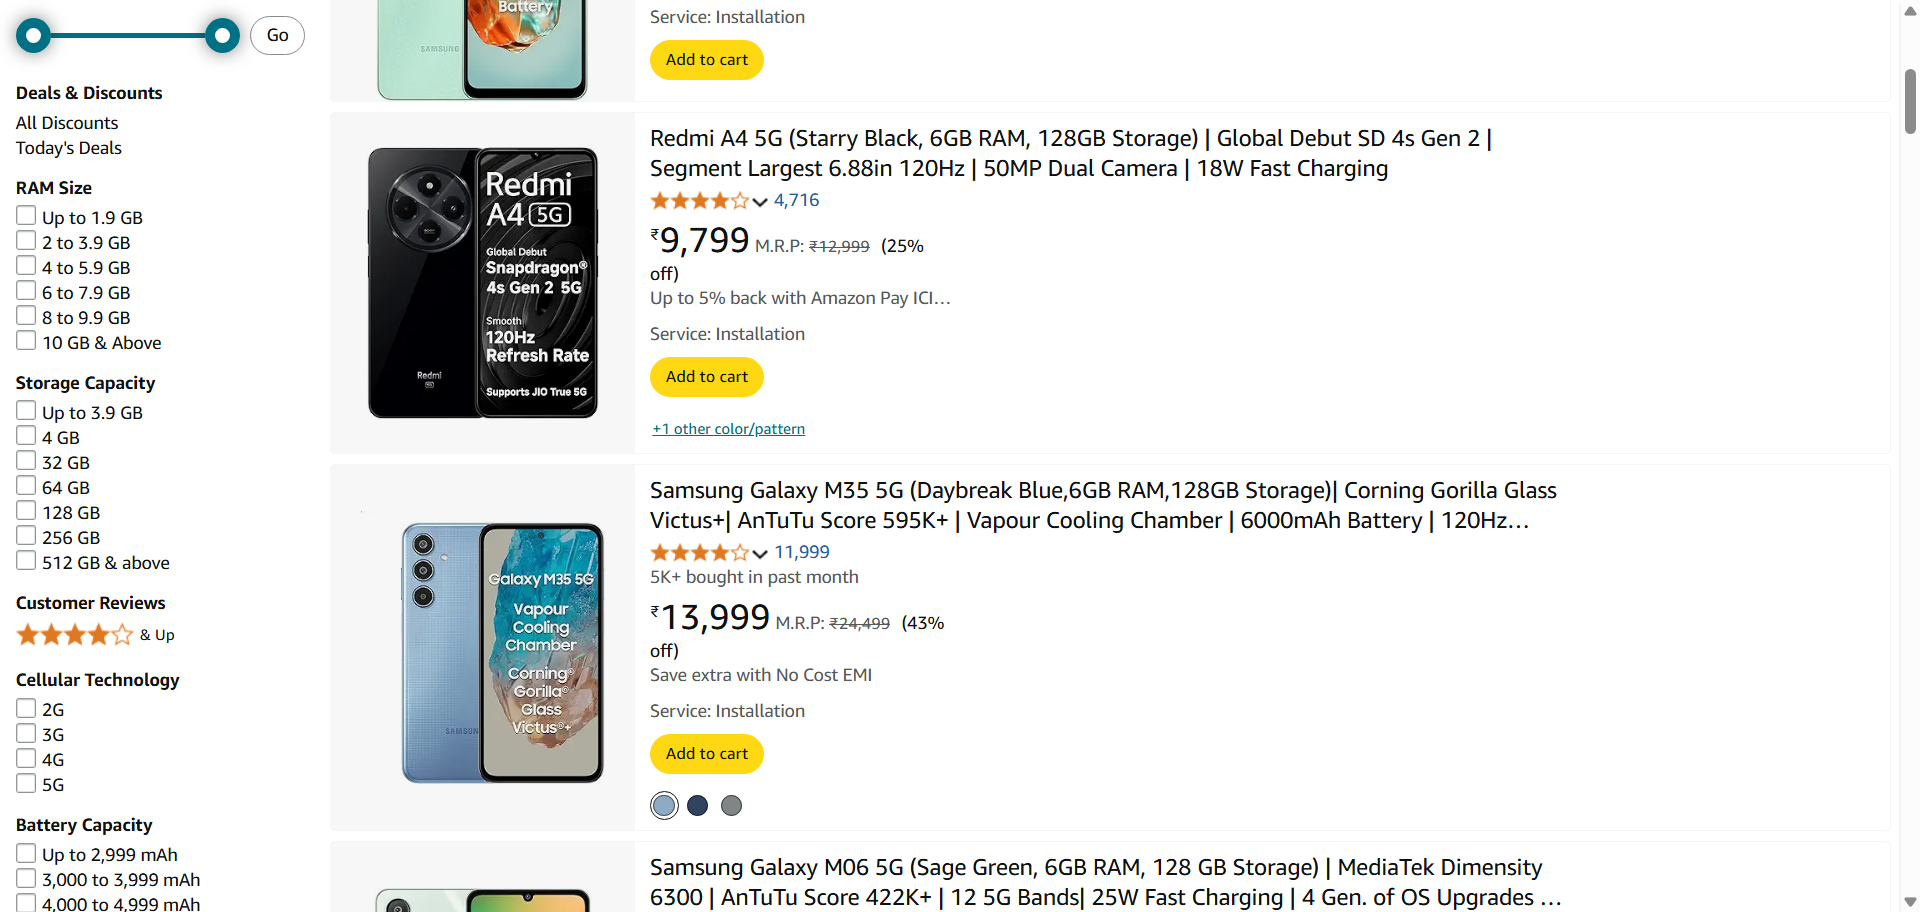 Go
Deals & Discounts
All Discounts
Today's Deals
RAM Size
Up to 1.9 GB
2 to 3.9 GB
4 to 5.9 GB
6 to 7.9 GB
8 to 9.9 GB
10 GB & Above
Storage Capacity
Up to 3.9 GB
4 GB
32 GB
64 GB
128 GB
256 GB
512 GB & above
Customer Reviews
& Up
Cellular Technology
2G
3G
4G
5G
Battery Capacity
Up to 2,999 mAh
3,000 to 3,999 mAh
4,000 to 4,999 mAh
Battery
SAMSUNG
Service: Installation
Add to cart
Redmi
A4 5G
Global Debut
Snapdragon®
4s Gen 2 5G
Smooth
120Hz
Refresh Rate
Supports JIO True 5G
Redmi
5G
Redmi A4 5G (Starry Black, 6GB RAM, 128GB Storage) | Global Debut SD 4s Gen 2 |
Segment Largest 6.88in 120Hz | 50MP Dual Camera | 18W Fast Charging
4,716
₹9,799 M.R.P: ₹12,999 (25%
off)
Up to 5% back with Amazon Pay ICI…
Service: Installation
Add to cart
+1 other color/pattern
Galaxy M35 5G
Vapour
Cooling
Chamber
Corning®
Gorilla®
Glass
Victus®+
SAMSUN
Samsung Galaxy M35 5G (Daybreak Blue,6GB RAM,128GB Storage)| Corning Gorilla Glass
Victus+| AnTuTu Score 595K+ | Vapour Cooling Chamber | 6000mAh Battery | 120Hz…
11,999
5K+ bought in past month
₹13,999 M.R.P: ₹24,499 (43%
off)
Save extra with No Cost EMI
Service: Installation
Add to cart
Samsung Galaxy M06 5G (Sage Green, 6GB RAM, 128 GB Storage) | MediaTek Dimensity
6300 | AnTuTu Score 422K+ | 12 5G Bands| 25W Fast Charging | 4 Gen. of OS Upgrades …